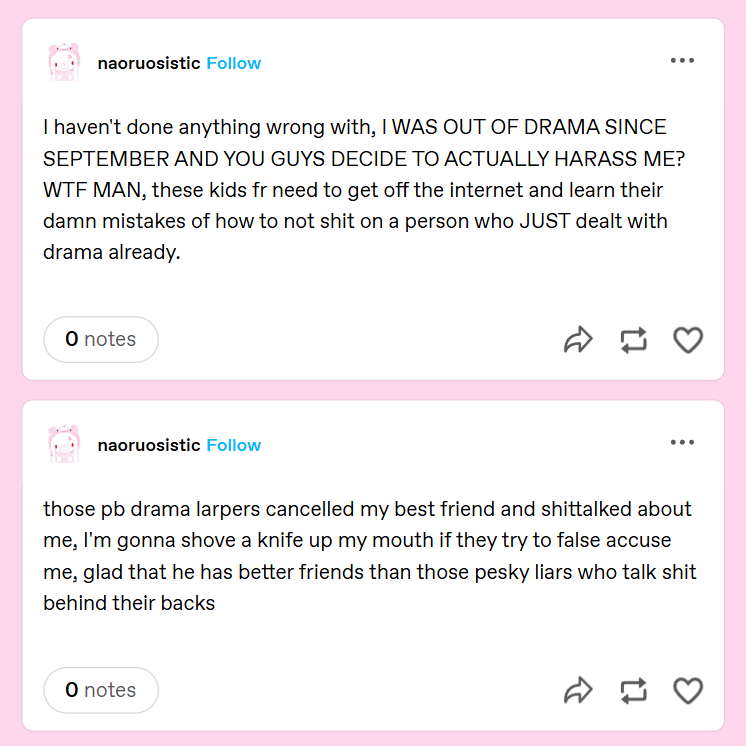 naoruosistic Follow
I haven't done anything wrong with, I WAS OUT OF DRAMA SINCE
SEPTEMBER AND YOU GUYS DECIDE TO ACTUALLY HARASS ME?
WTF MAN, these kids fr need to get off the internet and learn their
damn mistakes of how to not shit on a person who JUST dealt with
drama already.
0 notes
naoruosistic Follow
those pb drama larpers cancelled my best friend and shittalked about
me, I'm gonna shove a knife up my mouth if they try to false accuse
me, glad that he has better friends than those pesky liars who talk shit
behind their backs
0 notes